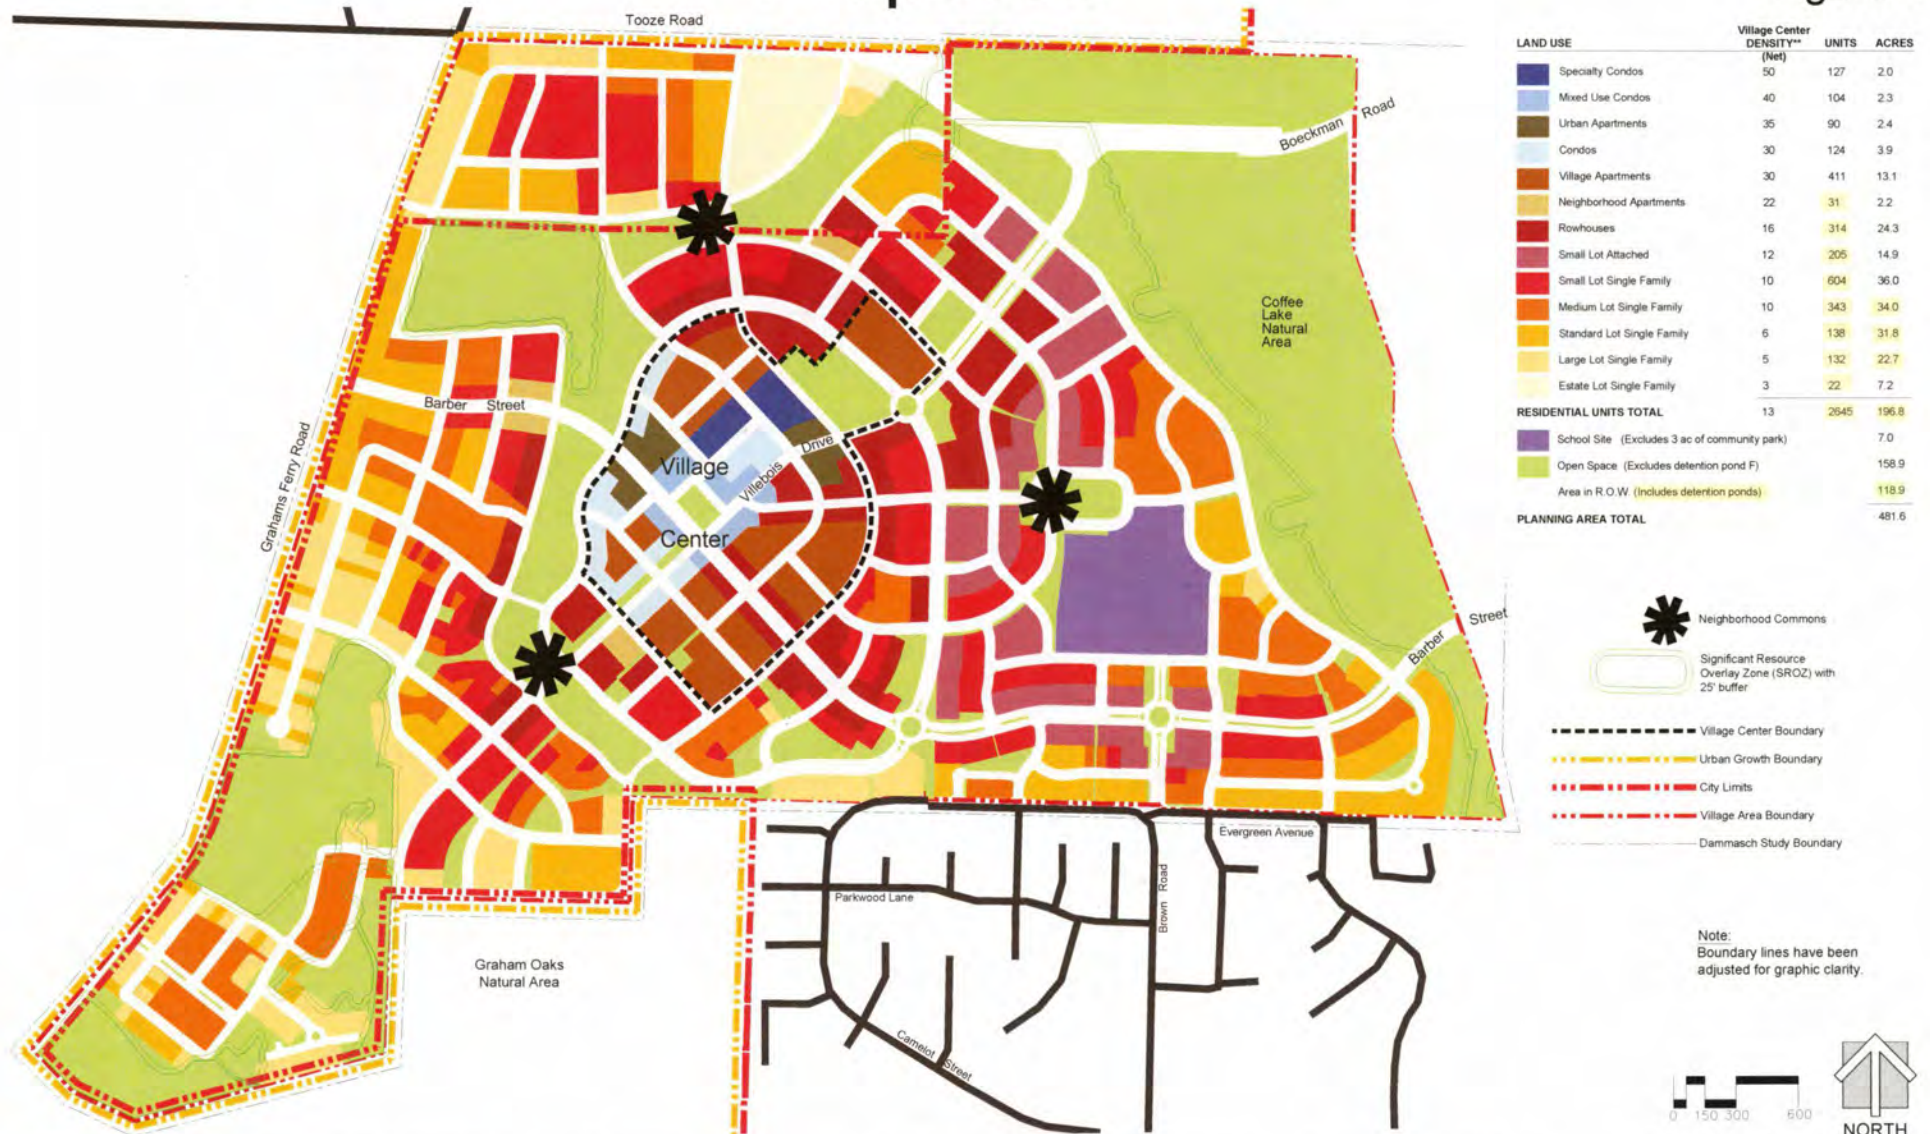 Tooze Road
Boeckman Road
Coffee
Lake
Natural
Area
Barber Street
Grahams Ferry Road
Village
Center
Villebois Drive
Barber Street
Evergreen Avenue
Parkwood Lane
Brown Road
Camelot Street
Graham Oaks
Natural Area
LAND USE Village Center DENSITY** (Net) UNITS ACRES
Specialty Condos 50 127 2.0
Mixed Use Condos 40 104 2.3
Urban Apartments 35 90 2.4
Condos 30 124 3.9
Village Apartments 30 411 13.1
Neighborhood Apartments 22 31 2.2
Rowhouses 16 314 24.3
Small Lot Attached 12 205 14.9
Small Lot Single Family 10 604 36.0
Medium Lot Single Family 10 343 34.0
Standard Lot Single Family 6 138 31.8
Large Lot Single Family 5 132 22.7
Estate Lot Single Family 3 22 7.2
RESIDENTIAL UNITS TOTAL 13 2645 196.8
School Site (Excludes 3 ac of community park) 7.0
Open Space (Excludes detention pond F) 158.9
Area in R.O.W (Includes detention ponds) 118.9
PLANNING AREA TOTAL 481.6
Neighborhood Commons
Significant Resource
Overlay Zone (SROZ) with
25' buffer
Village Center Boundary
Urban Growth Boundary
City Limits
Village Area Boundary
Dammasch Study Boundary
Note:
Boundary lines have been
adjusted for graphic clarity.
0 150 300 600
NORTH